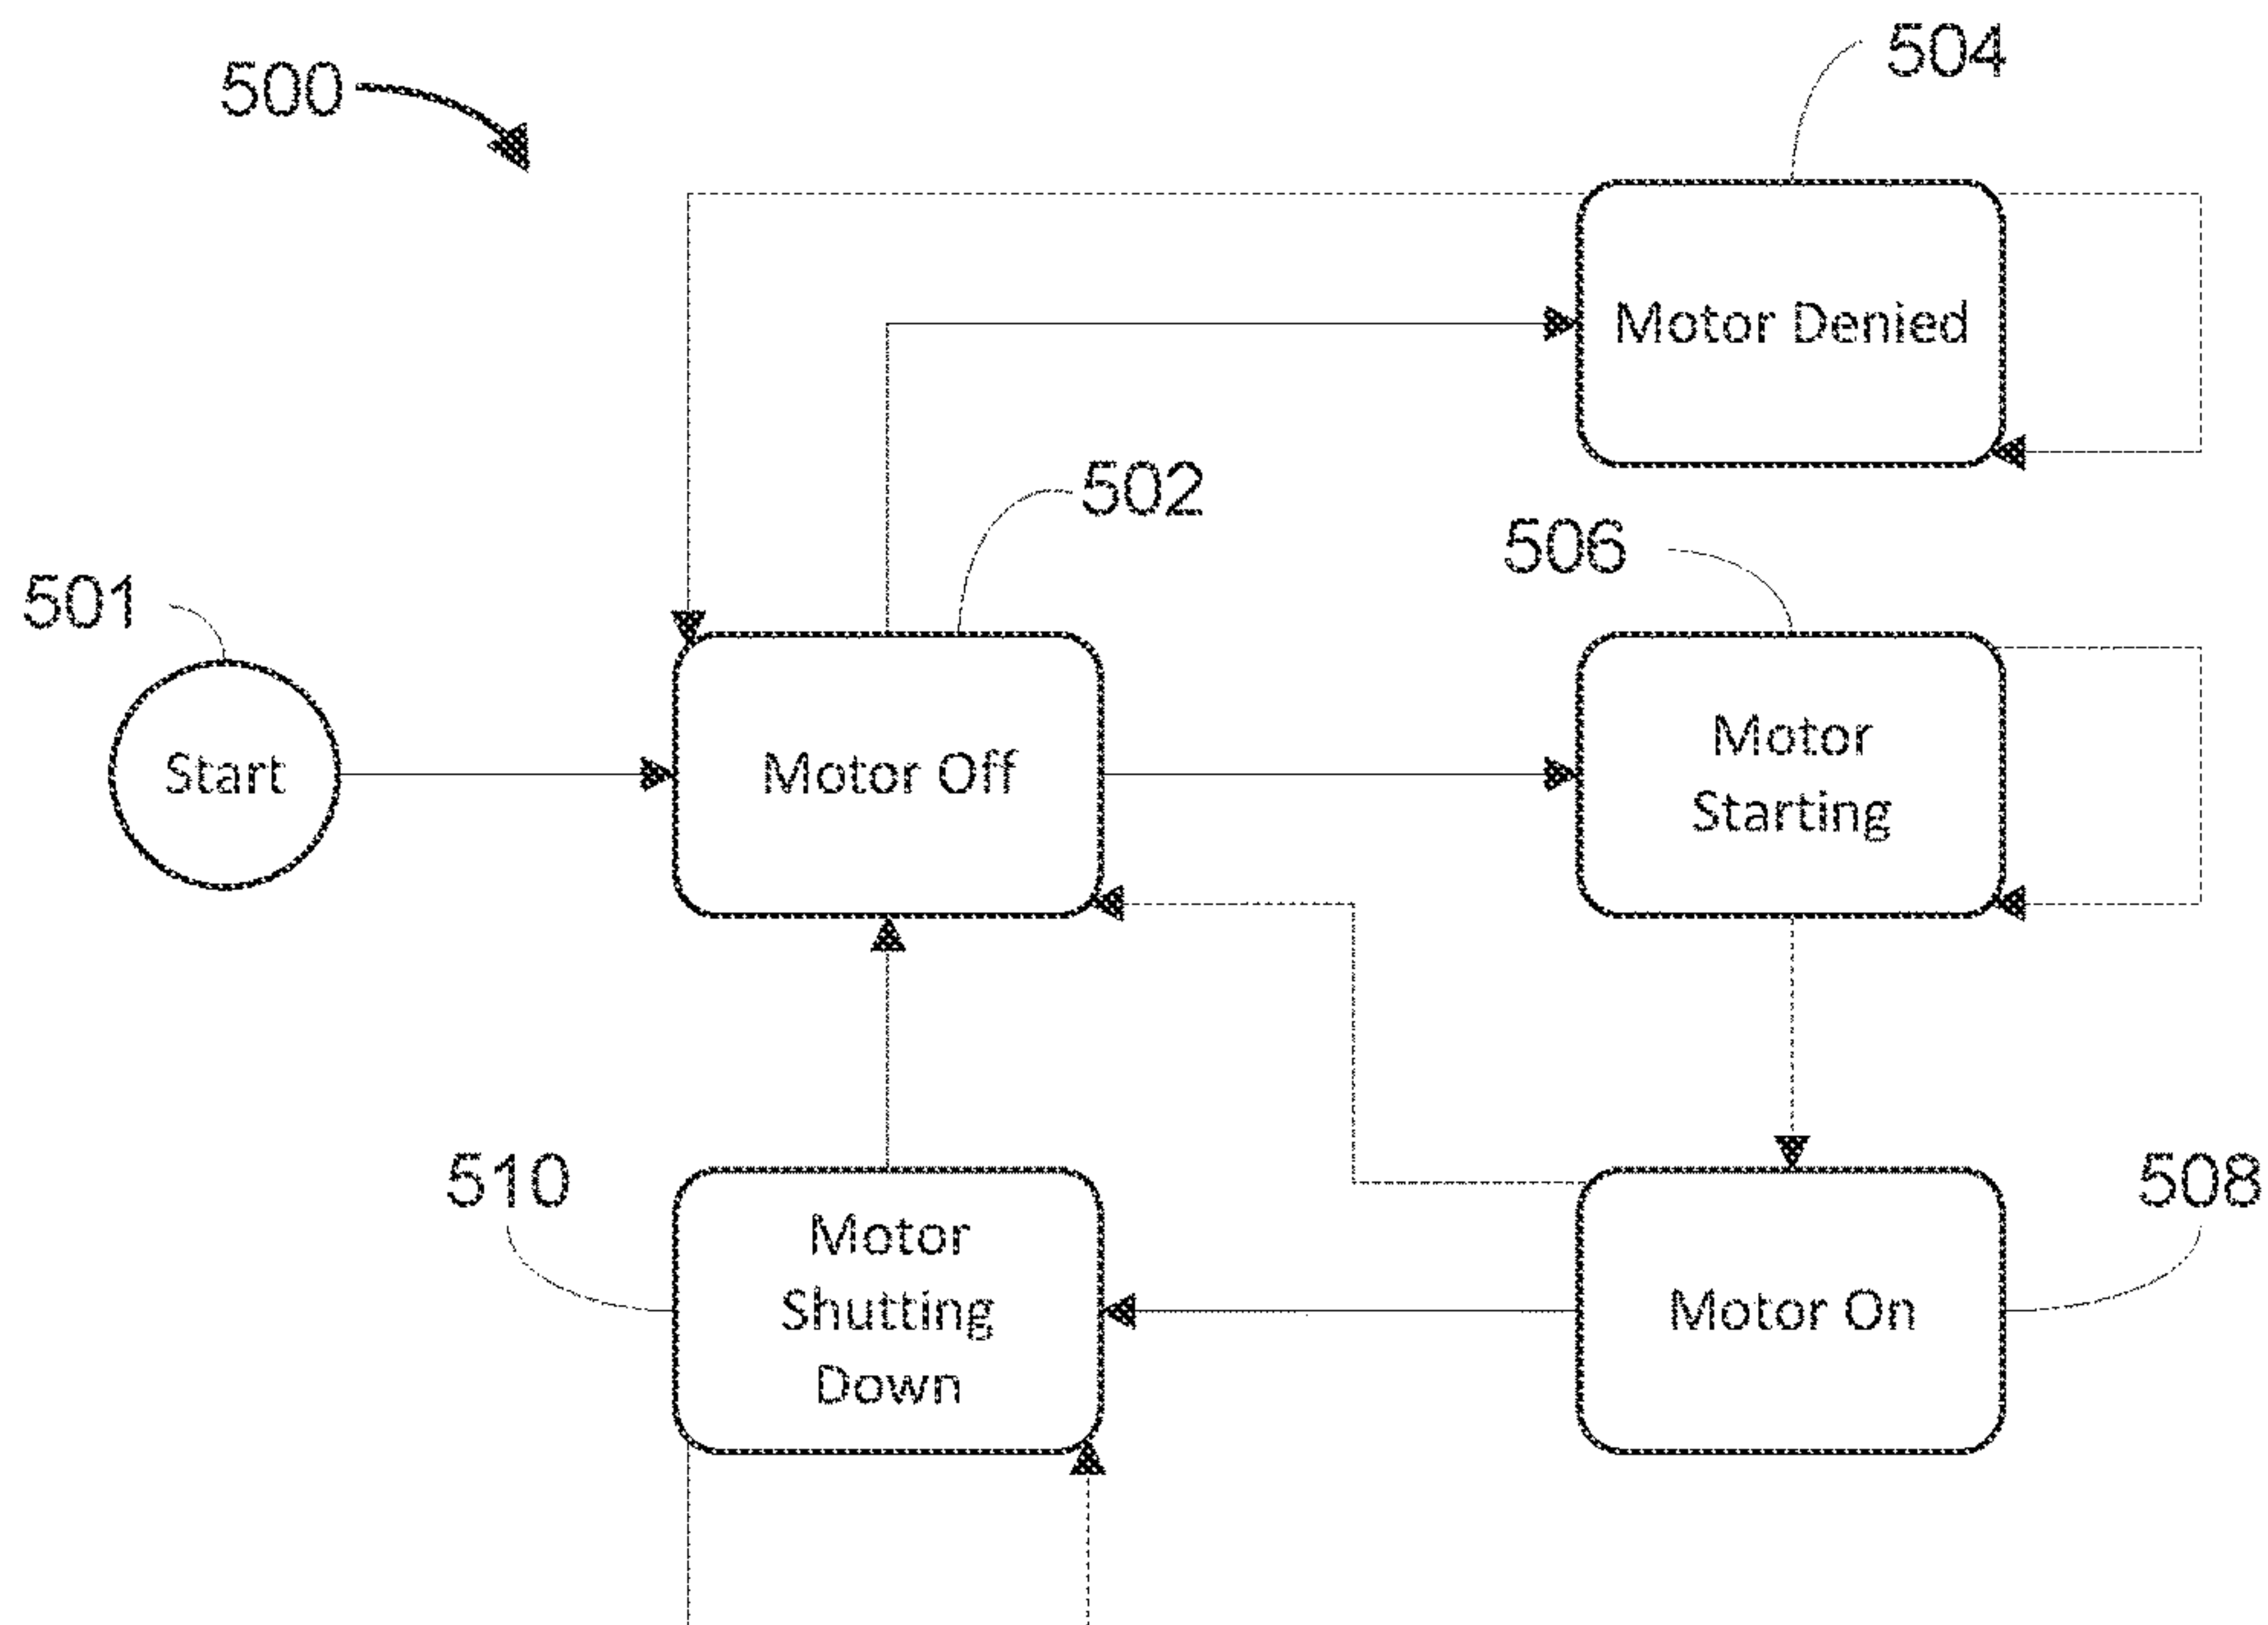 504
500
Motor Denied
502
506
501
Start
Motor Off
Motor
Starting
510
508
Motor
Shutting
Down
Motor On